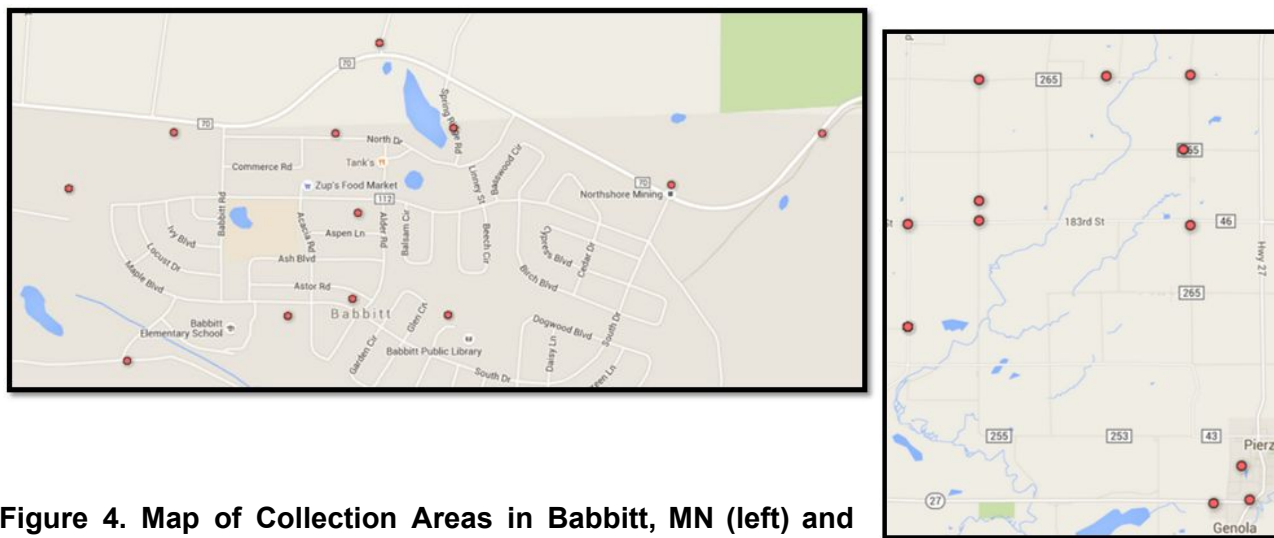 70
70
North Dr
Spring Ridge Rd
Commerce Rd
Tank's
Basswood Cir
Linney St
Zup's Food Market
70
Northshore Mining
112
Babbitt Rd
Acacia Rd
Alder Rd
Balsam Cir
Ivy Blvd
Aspen Ln
Beech Cir
Cypress Blvd
Cedar Dr
Locust Dr
Ash Blvd
Maple Blvd
Birch Blvd
Astor Rd
Babbitt
Glen Cir
Babbitt
Elementary School
Dogwood Blvd
South Dr
Garden Cir
Babbitt Public Library
Daisy Ln
South Dr
een Ln
265
65
St
183rd St
46
Hwy 27
265
255
253
43
Pierz
27
Genola
Figure 4. Map of Collection Areas in Babbitt, MN (left) and